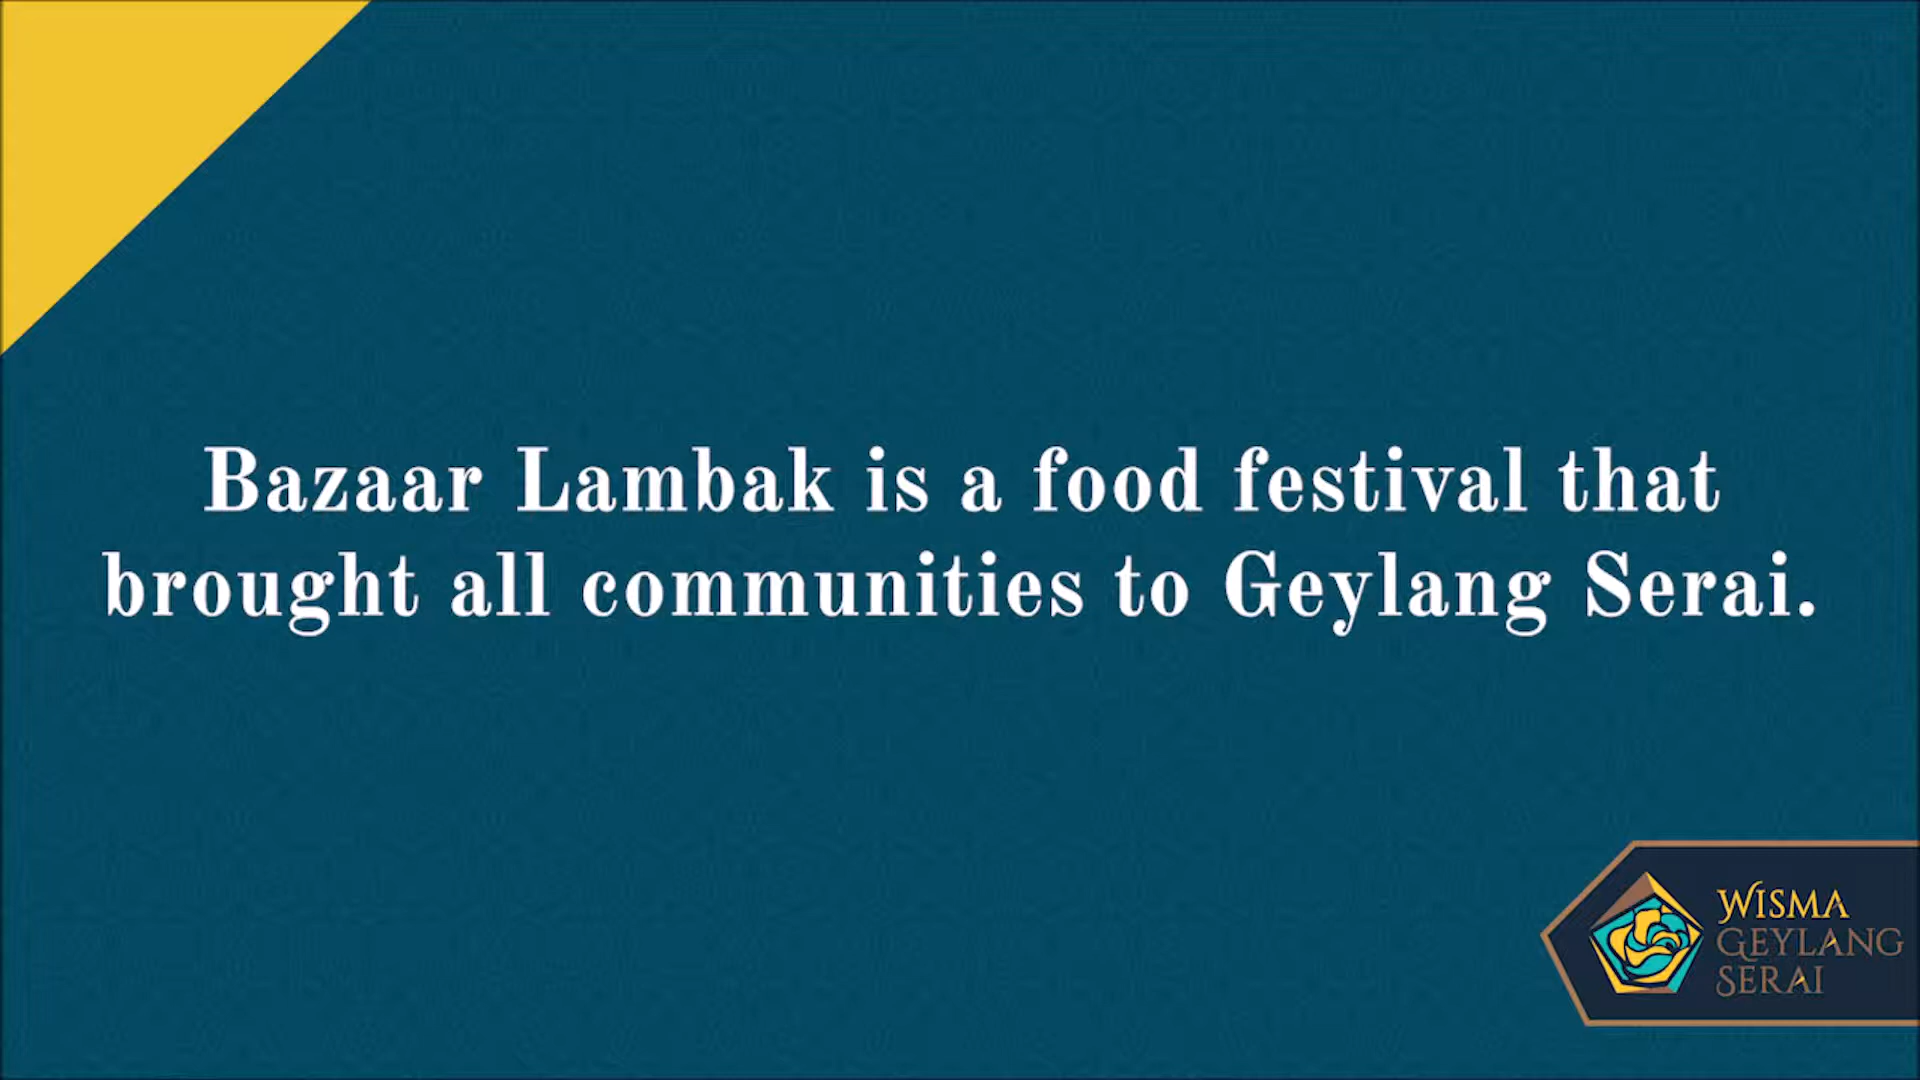 Bazaar Lambak is a food festival that
brought all communities to Geylang Serai.
WISMA
GEYLANG
SERAI